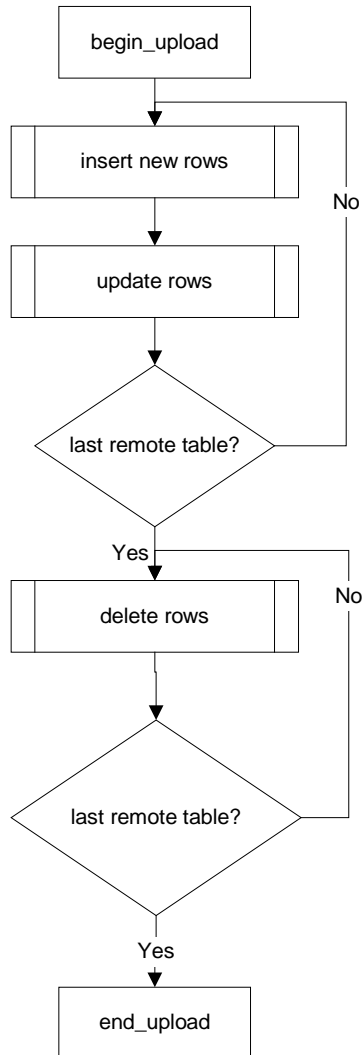 begin_upload
insert new rows
No
update rows
last remote table?
Yes
delete rows
No
last remote table?
Yes
end_upload